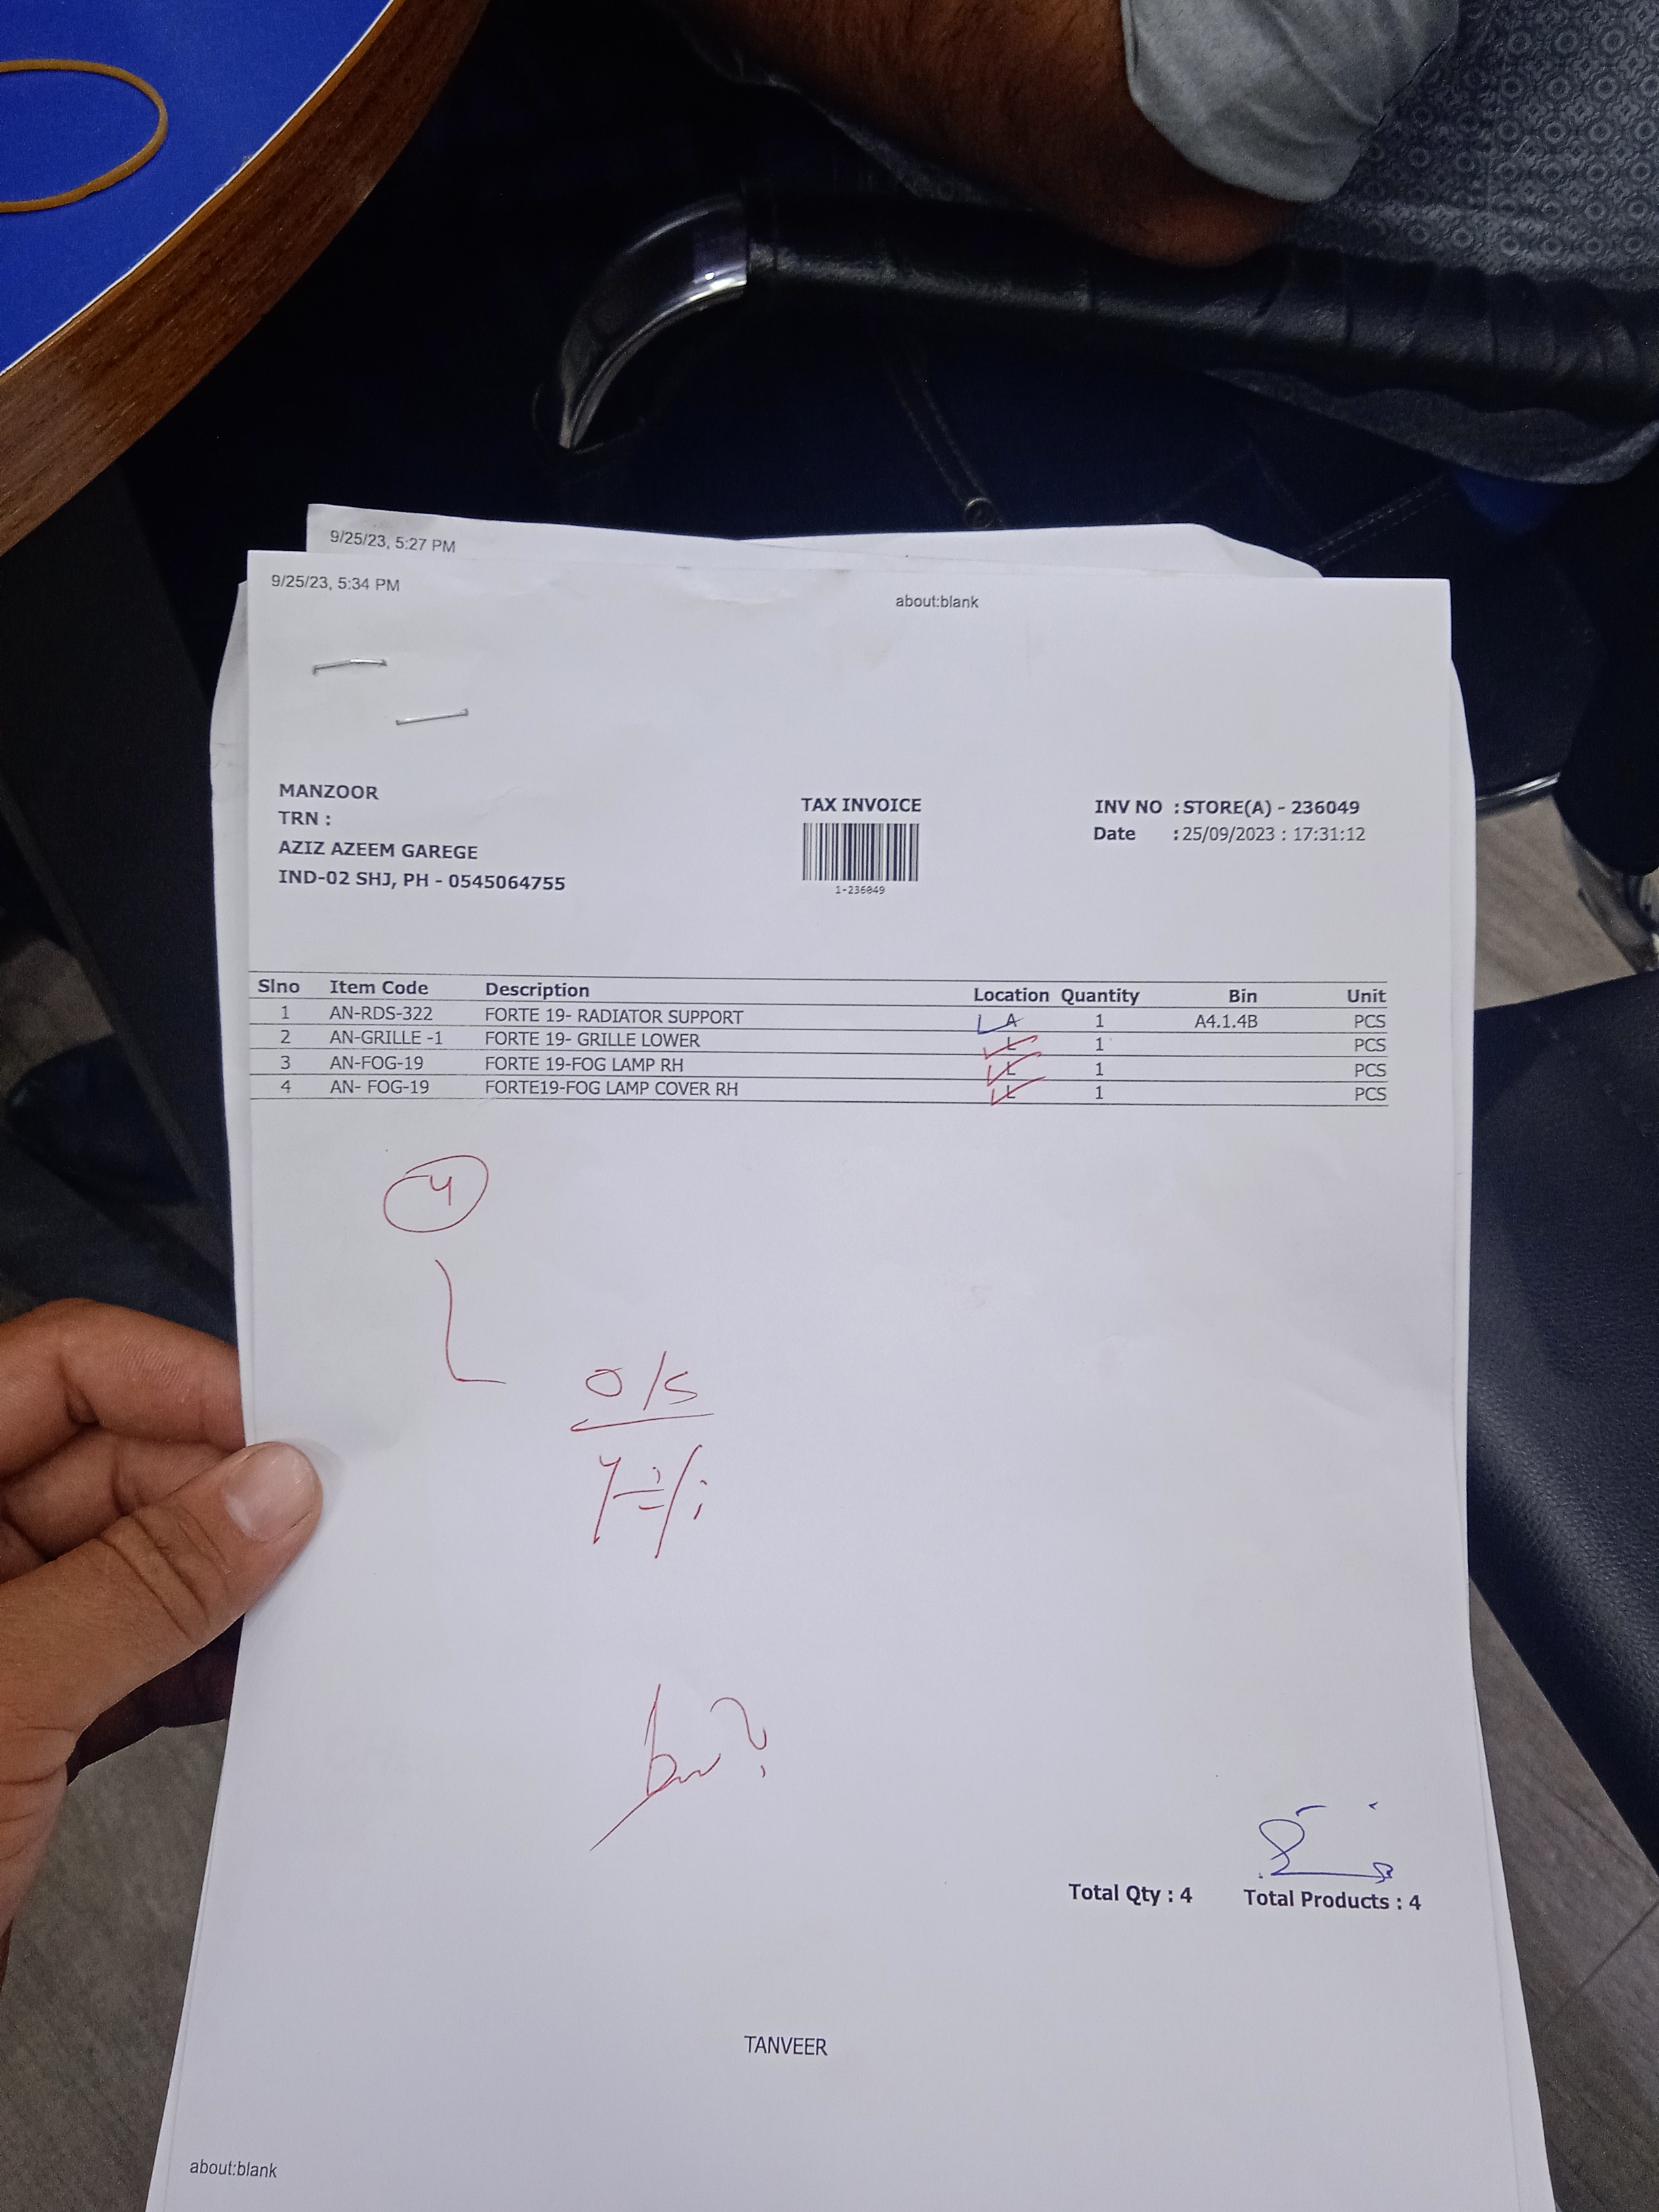 9/25/23, 5:27 PM
9/25/23, 5:34 PM
about:blank
MANZOOR
TRN :
AZIZ AZEEM GAREGE
IND-02 SHJ, PH - 0545064755
TAX INVOICE
1-236049
INV NO : STORE(A) - 236049
Date : 25/09/2023 : 17:31:12
Slno Item Code Description Location Quantity Bin Unit
1 AN-RDS-322 FORTE 19- RADIATOR SUPPORT A 1 A4.1.4B PCS
2 AN-GRILLE -1 FORTE 19- GRILLE LOWER L 1 PCS
3 AN-FOG-19 FORTE 19-FOG LAMP RH L 1 PCS
4 AN- FOG-19 FORTE19-FOG LAMP COVER RH L 1 PCS
4
O/S
Total Qty : 4 Total Products : 4
TANVEER
about:blank